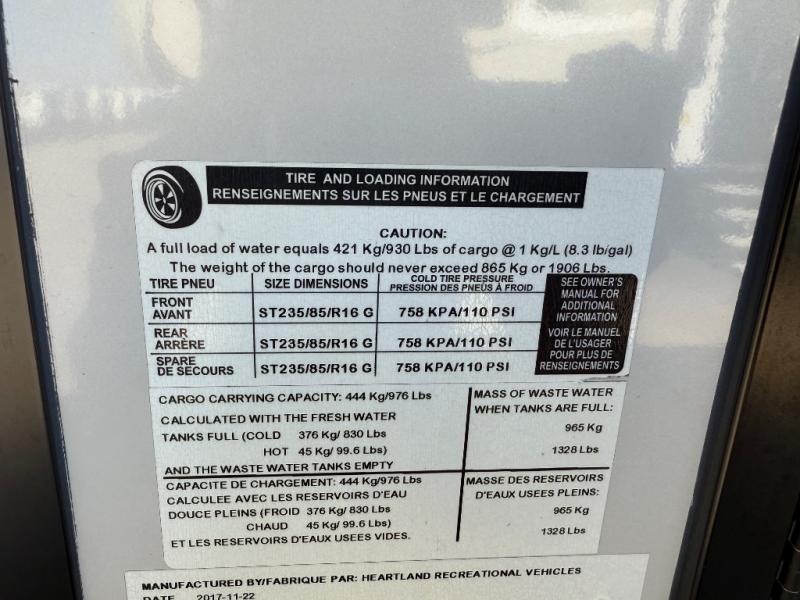 TIRE AND LOADING INFORMATION
RENSEIGNEMENTS SUR LES PNEUS ET LE CHARGEMENT
CAUTION:
A full load of water equals 421 Kg/930 Lbs of cargo @ 1 Kg/L (8.3 lb/gal)
The weight of the cargo should never exceed 865 Kg or 1906 Lbs.
TIRE PNEU SIZE DIMENSIONS COLD TIRE PRESSURE
PRESSION DES PNEUS À FROID
FRONT
AVANT ST235/85/R16 G 758 KPA/110 PSI
REAR
ARRÈRE ST235/85/R16 G 758 KPA/110 PSI
SPARE
DE SECOURS ST235/85/R16 G 758 KPA/110 PSI
SEE OWNER'S
MANUAL FOR
ADDITIONAL
INFORMATION
VOIR LE MANUEL
DE L'USAGER
POUR PLUS DE
RENSEIGNEMENTS
CARGO CARRYING CAPACITY: 444 Kg/976 Lbs
CALCULATED WITH THE FRESH WATER
TANKS FULL (COLD 376 Kg/ 830 Lbs
HOT 45 Kg/ 99.6 Lbs)
AND THE WASTE WATER TANKS EMPTY
MASS OF WASTE WATER
WHEN TANKS ARE FULL:
965 Kg
1328 Lbs
CAPACITE DE CHARGEMENT: 444 Kg/976 Lbs
CALCULEE AVEC LES RESERVOIRS D'EAU
DOUCE PLEINS (FROID 376 Kg/ 830 Lbs
CHAUD 45 Kg/ 99.6 Lbs)
ET LES RESERVOIRS D'EAUX USEES VIDES.
MASSE DES RESERVOIRS
D'EAUX USEES PLEINS:
965 Kg
1328 Lbs
MANUFACTURED BY/FABRIQUE PAR: HEARTLAND RECREATIONAL VEHICLES
DATE 2017-11-22